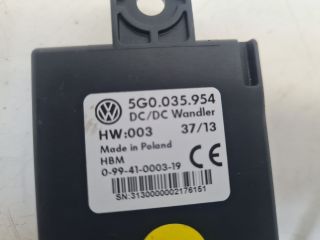 5G0.035.954
DC/DC Wandler
HW:003 37/13
Made in Poland
HBM
0-99-41-0003-19
SN:3130000002176151